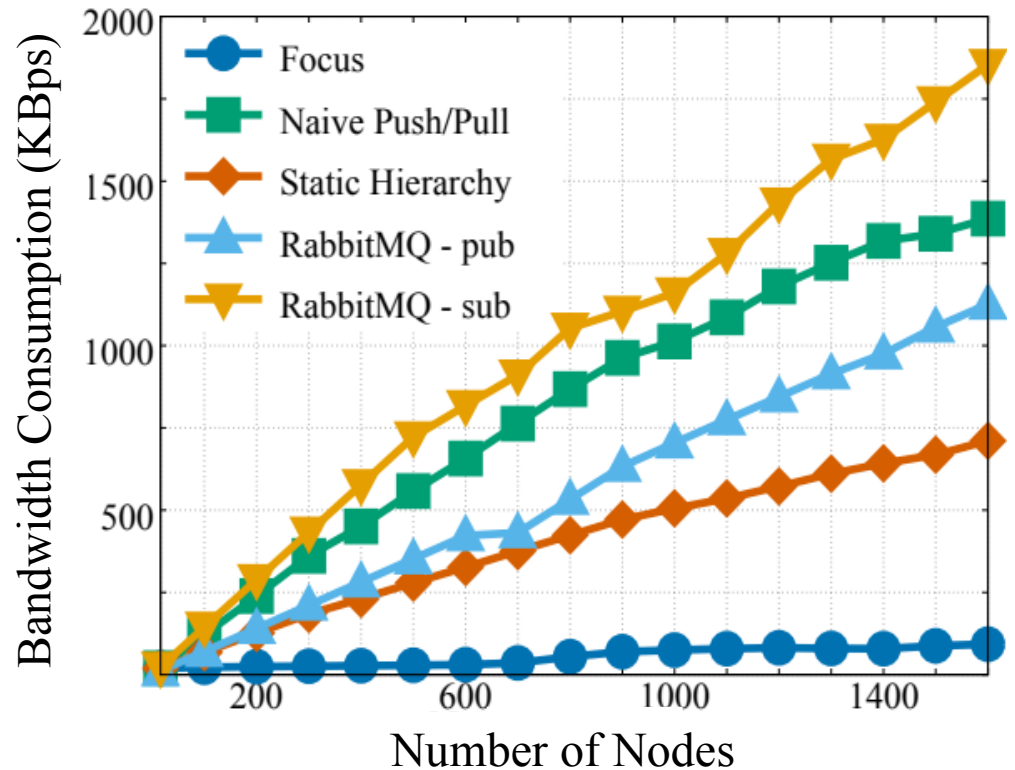 Bandwidth Consumption (KBps)
2000
1500
1000
500
Focus
Naive Push/Pull
Static Hierarchy
RabbitMQ - pub
RabbitMQ - sub
200
600
1000
1400
Number of Nodes